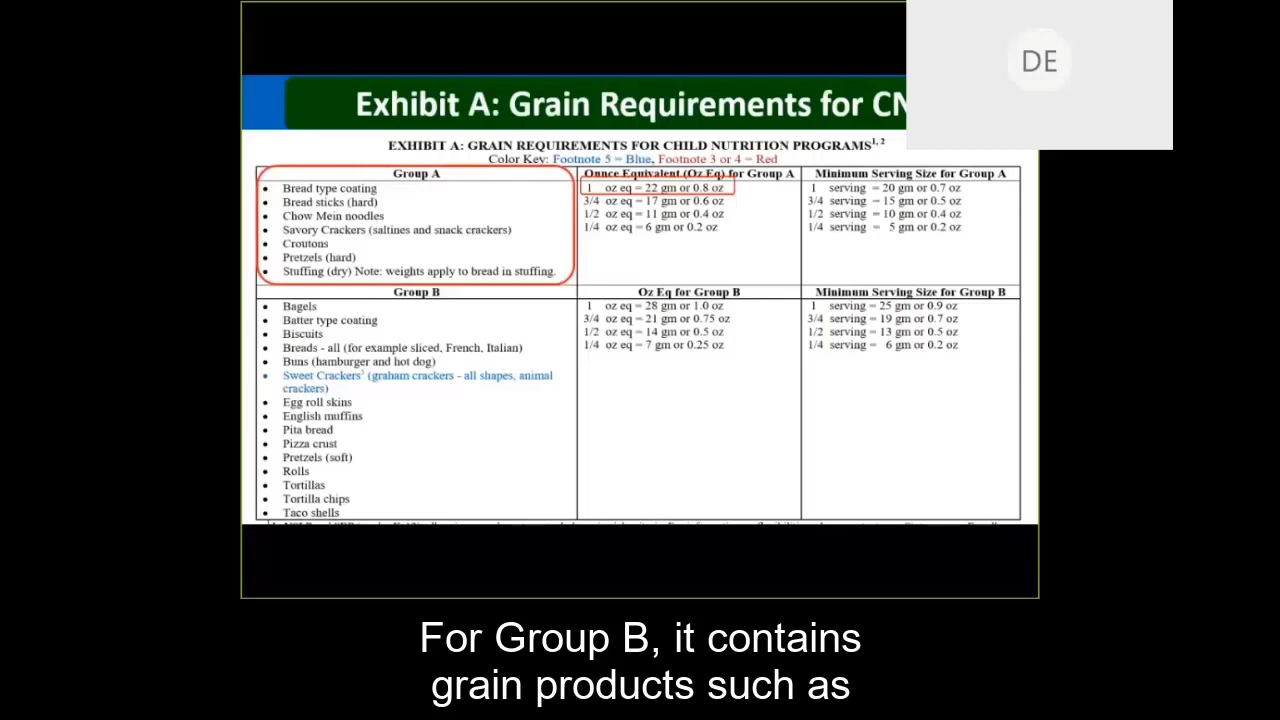 DE
Exhibit A: Grain Requirements for CN
EXHIBIT A: GRAIN REQUIREMENTS FOR CHILD NUTRITION PROGRAMS1, 2
Color Key: Footnote 5 = Blue, Footnote 3 or 4 = Red
Group A
• Bread type coating
• Bread sticks (hard)
• Chow Mein noodles
• Savory Crackers (saltines and snack crackers)
• Croutons
• Pretzels (hard)
• Stuffing (dry) Note: weights apply to bread in stuffing.
Ounce Equivalent (Oz Eq) for Group A
1 oz eq = 22 gm or 0.8 oz
3/4 oz eq = 17 gm or 0.6 oz
1/2 oz eq = 11 gm or 0.4 oz
1/4 oz eq = 6 gm or 0.2 oz
Minimum Serving Size for Group A
1 serving = 20 gm or 0.7 oz
3/4 serving = 15 gm or 0.5 oz
1/2 serving = 10 gm or 0.4 oz
1/4 serving = 5 gm or 0.2 oz
Group B
• Bagels
• Batter type coating
• Biscuits
• Breads - all (for example sliced, French, Italian)
• Buns (hamburger and hot dog)
• Sweet Crackers5 (graham crackers - all shapes, animal
crackers)
• Egg roll skins
• English muffins
• Pita bread
• Pizza crust
• Pretzels (soft)
• Rolls
• Tortillas
• Tortilla chips
• Taco shells
Oz Eq for Group B
1 oz eq = 28 gm or 1.0 oz
3/4 oz eq = 21 gm or 0.75 oz
1/2 oz eq = 14 gm or 0.5 oz
1/4 oz eq = 7 gm or 0.25 oz
Minimum Serving Size for Group B
1 serving = 25 gm or 0.9 oz
3/4 serving = 19 gm or 0.7 oz
1/2 serving = 13 gm or 0.5 oz
1/4 serving = 6 gm or 0.2 oz
For Group B, it contains
grain products such as